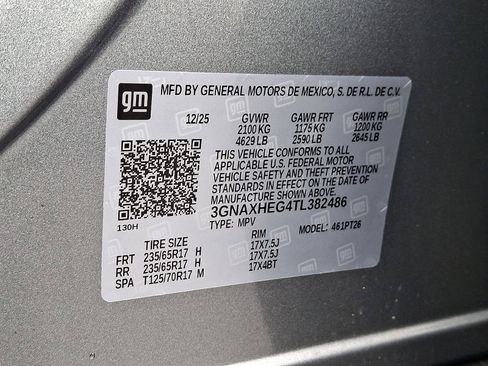 gm
MFD BY GENERAL MOTORS DE MEXICO, S. DE R.L. DE C.V.
12/25 GVWR GAWR FRT GAWR RR
2100 KG 1175 KG 1200 KG
4629 LB 2590 LB 2645 LB
THIS VEHICLE CONFORMS TO ALL
APPLICABLE U.S. FEDERAL MOTOR
VEHICLE SAFETY AND THEFT PREVENTION
STANDARDS IN EFFECT ON THE DATE OF
MANUFACTURE SHOWN ABOVE.
3GNAXHEG4TL382486
130H TYPE: MPV MODEL: 461PT26
TIRE SIZE RIM
FRT 235/65R17 H 17X7.5J
RR 235/65R17 H 17X7.5J
SPA T125/70R17 M 17X4BT